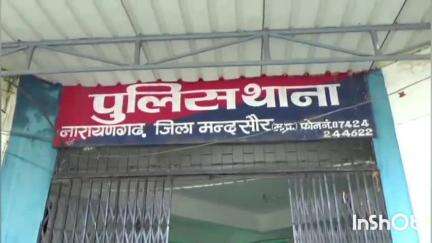 पुलिस थाना
नारायणगढ़, जिला मन्दसौर (म.प्र.) फोन नं. 07424
244622
InShOt